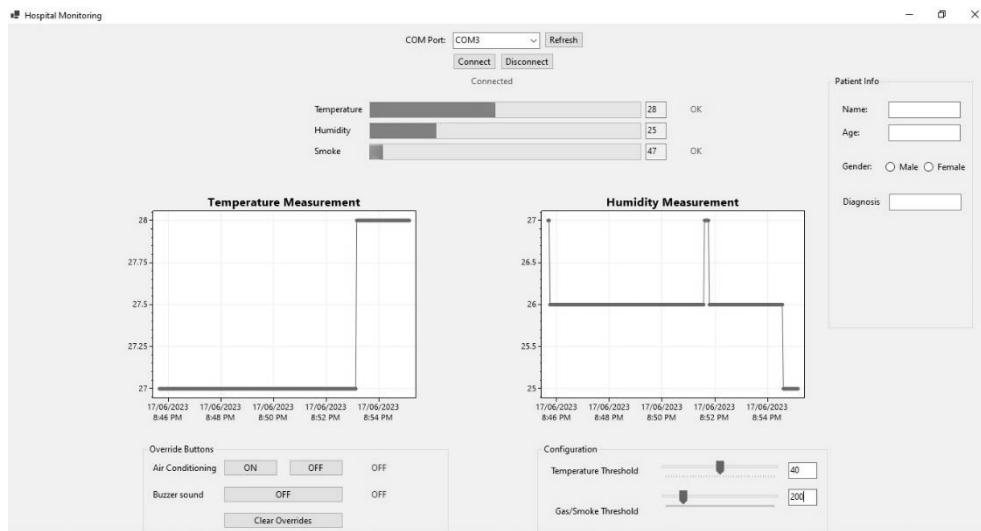 Hospital Monitoring
COM Port: COM3 Refresh
Connect Disconnect
Connected
Temperature 28 OK
Humidity 25
Smoke 47 OK
Patient Info
Name:
Age:
Gender: Male Female
Diagnosis
Temperature Measurement
28
27.75
27.5
27.25
27
17/06/2023 17/06/2023 17/06/2023 17/06/2023 17/06/2023
8:46 PM 8:48 PM 8:50 PM 8:52 PM 8:54 PM
Humidity Measurement
27
26.5
26
25.5
25
17/06/2023 17/06/2023 17/06/2023 17/06/2023 17/06/2023
8:46 PM 8:48 PM 8:50 PM 8:52 PM 8:54 PM
Override Buttons
Air Conditioning ON OFF OFF
Buzzer sound OFF OFF
Clear Overrides
Configuration
Temperature Threshold 40
Gas/Smoke Threshold 200